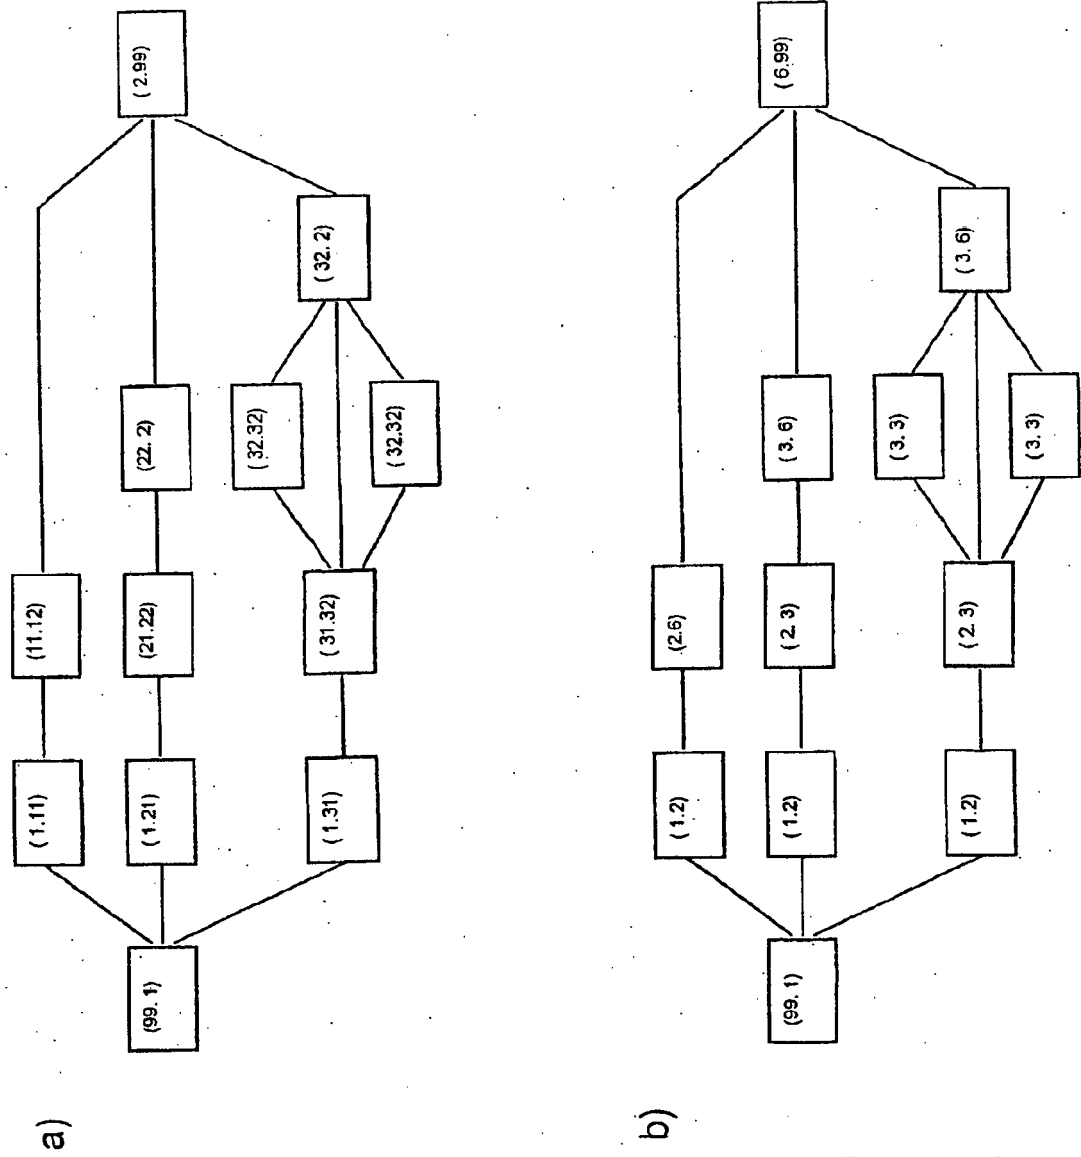 a)
( 1.11)
(11.12)
(99. 1)
( 1.21)
(21.22)
(22. 2)
( 2.99)
( 32.32)
( 1.31)
(31.32)
( 32. 2)
( 32.32)
b)
( 1.2)
(2.6)
(99. 1)
( 1.2)
( 2. 3)
( 3. 6)
( 6.99)
( 3. 3)
( 1.2)
( 2. 3)
( 3. 6)
( 3. 3)